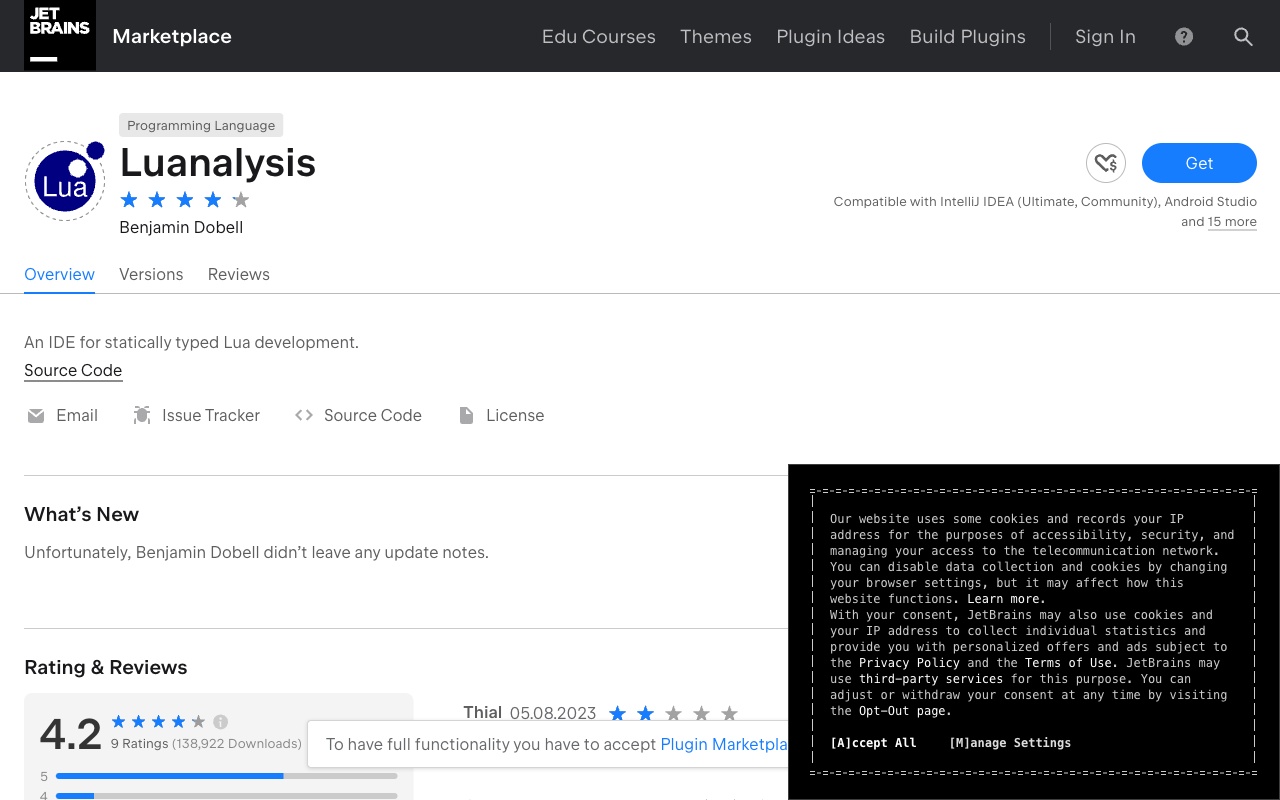 JET
BRAINS
Marketplace
Edu Courses
Themes
Plugin Ideas
Build Plugins
Sign In
?
Programming Language
Lua
Luanalysis
Benjamin Dobell
$
Get
Compatible with IntelliJ IDEA (Ultimate, Community), Android Studio
and 15 more
Overview
Versions
Reviews
An IDE for statically typed Lua development.
Source Code
Email
Issue Tracker
Source Code
License
What’s New
Unfortunately, Benjamin Dobell didn’t leave any update notes.
Rating & Reviews
4.2
9 Ratings (138,922 Downloads)
5
4
Thial 05.08.2023
To have full functionality you have to accept Plugin Marketpla
Our website uses some cookies and records your IP
address for the purposes of accessibility, security, and
managing your access to the telecommunication network.
You can disable data collection and cookies by changing
your browser settings, but it may affect how this
website functions. Learn more.
With your consent, JetBrains may also use cookies and
your IP address to collect individual statistics and
provide you with personalized offers and ads subject to
the Privacy Policy and the Terms of Use. JetBrains may
use third-party services for this purpose. You can
adjust or withdraw your consent at any time by visiting
the Opt-Out page.
[A]ccept All
[M]anage Settings